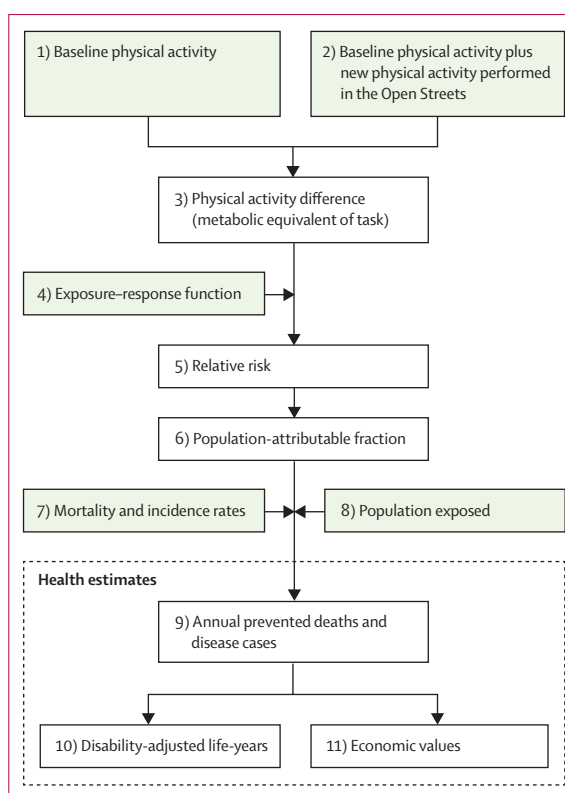 1) Baseline physical activity
2) Baseline physical activity plus
new physical activity performed
in the Open Streets
3) Physical activity difference
(metabolic equivalent of task)
4) Exposure–response function
5) Relative risk
6) Population-attributable fraction
7) Mortality and incidence rates
8) Population exposed
Health estimates
9) Annual prevented deaths and
disease cases
10) Disability-adjusted life-years
11) Economic values